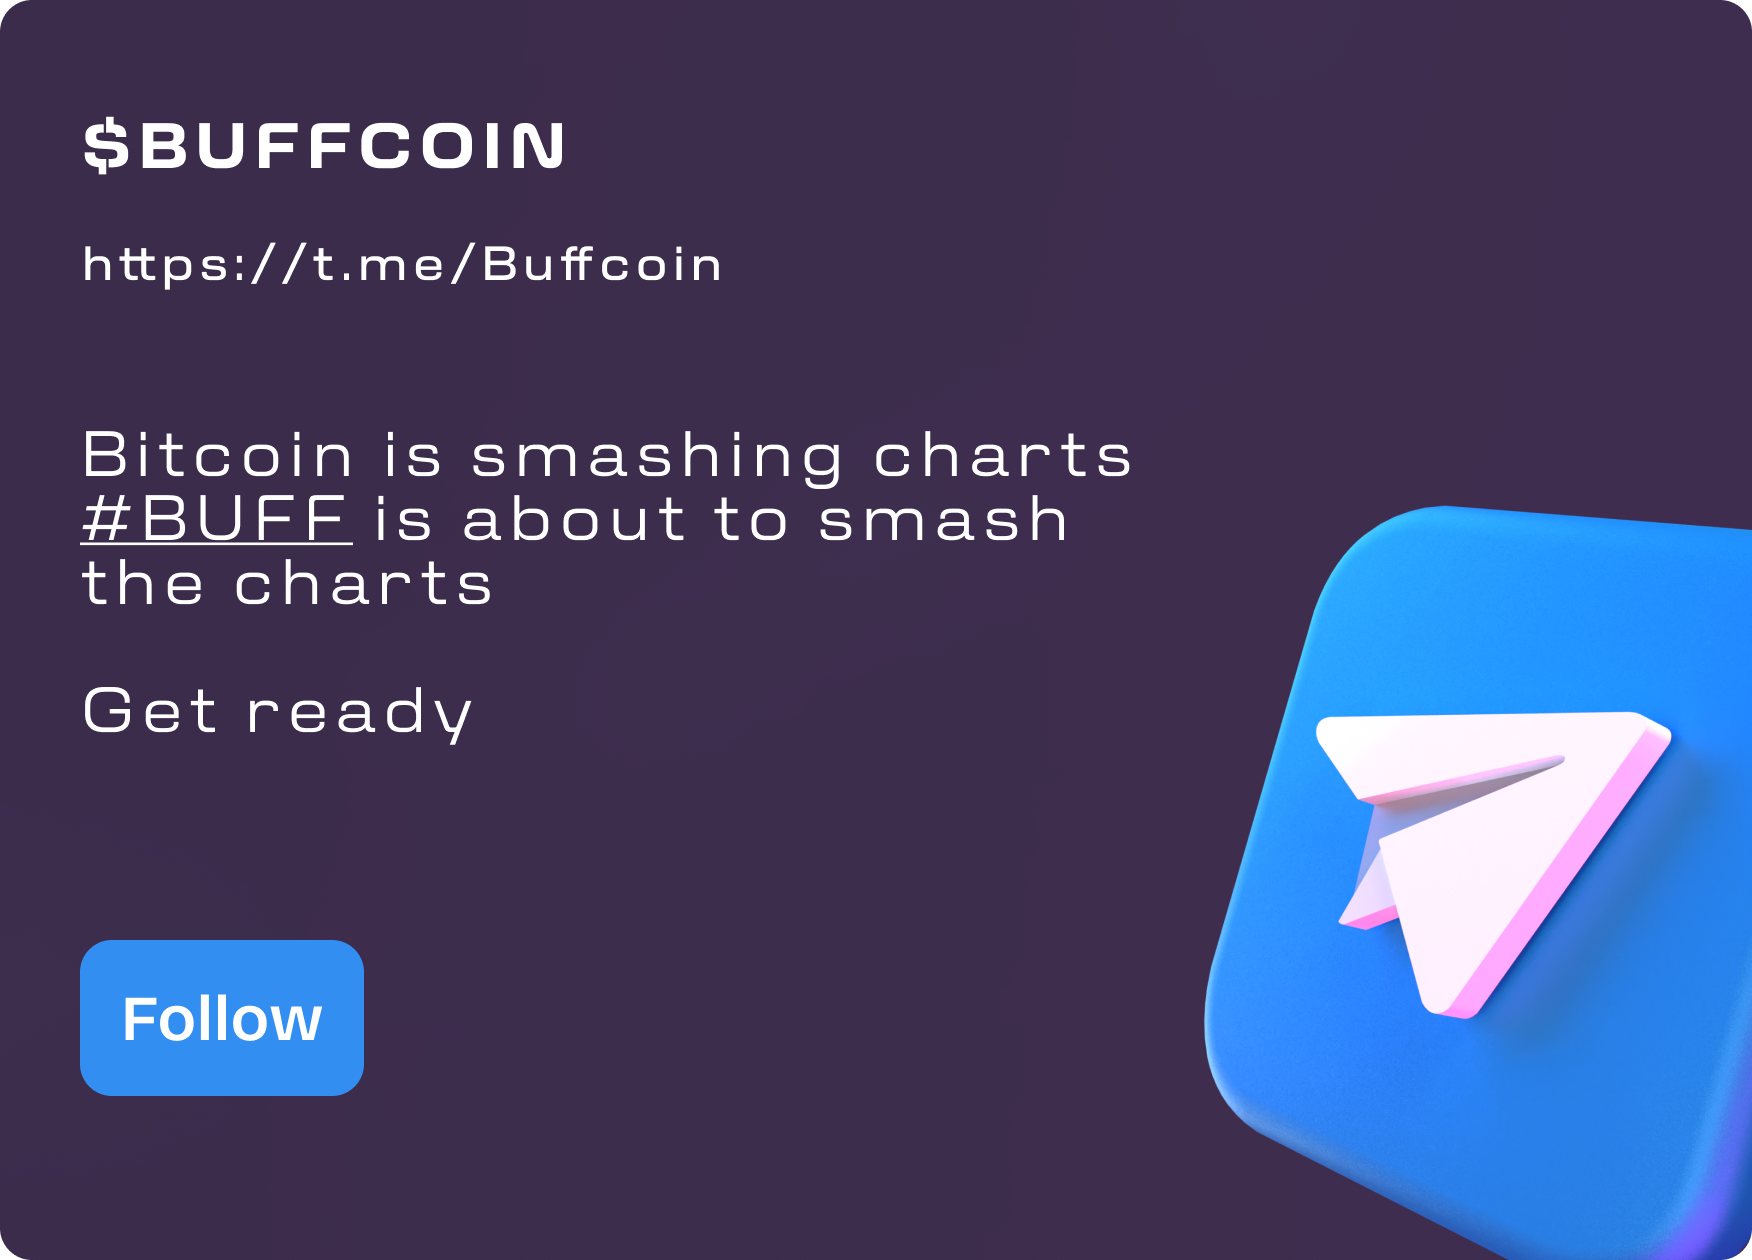 $BUFFCOIN
https://t.me/Buffcoin
Bitcoin is smashing charts
#BUFF is about to smash
the charts
Get ready
Follow